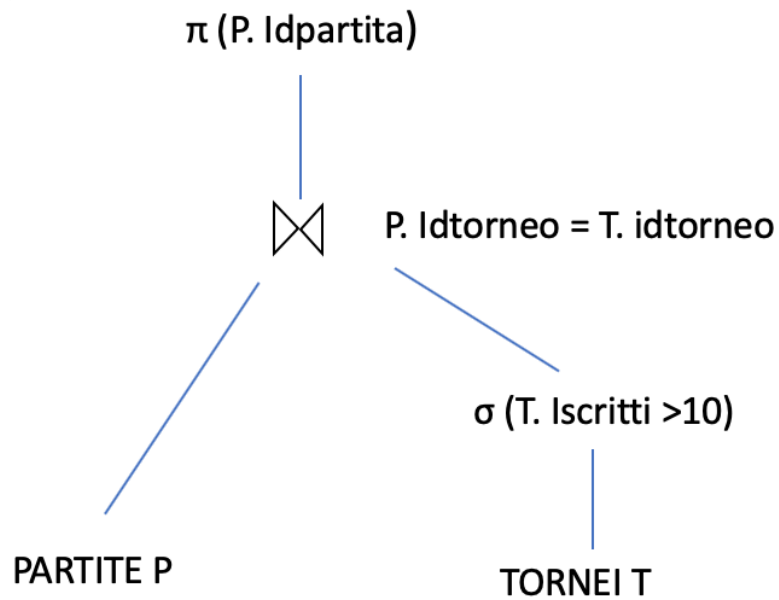 π (P. Idpartita)
⋈ P. Idtorneo = T. idtorneo
σ (T. Iscritti >10)
PARTITE P
TORNEI T